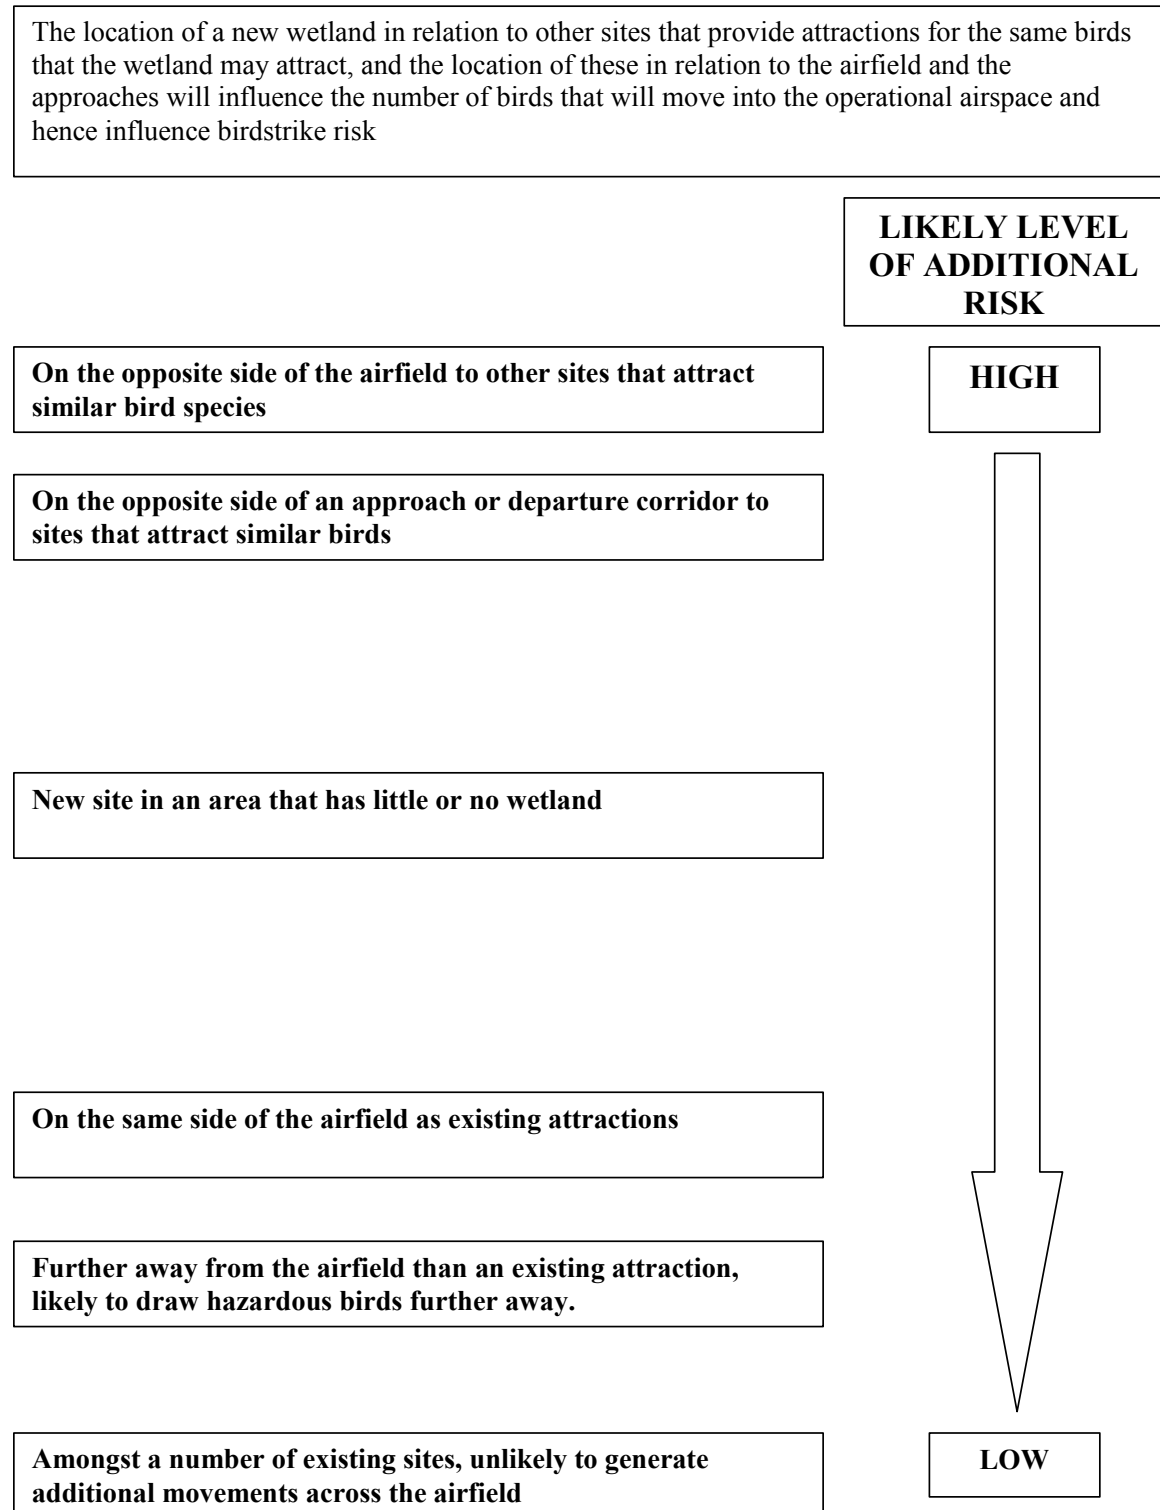 The location of a new wetland in relation to other sites that provide attractions for the same birds
that the wetland may attract, and the location of these in relation to the airfield and the
approaches will influence the number of birds that will move into the operational airspace and
hence influence birdstrike risk
LIKELY LEVEL
OF ADDITIONAL
RISK
On the opposite side of the airfield to other sites that attract
similar bird species
HIGH
On the opposite side of an approach or departure corridor to
sites that attract similar birds
New site in an area that has little or no wetland
On the same side of the airfield as existing attractions
Further away from the airfield than an existing attraction,
likely to draw hazardous birds further away.
Amongst a number of existing sites, unlikely to generate
additional movements across the airfield
LOW